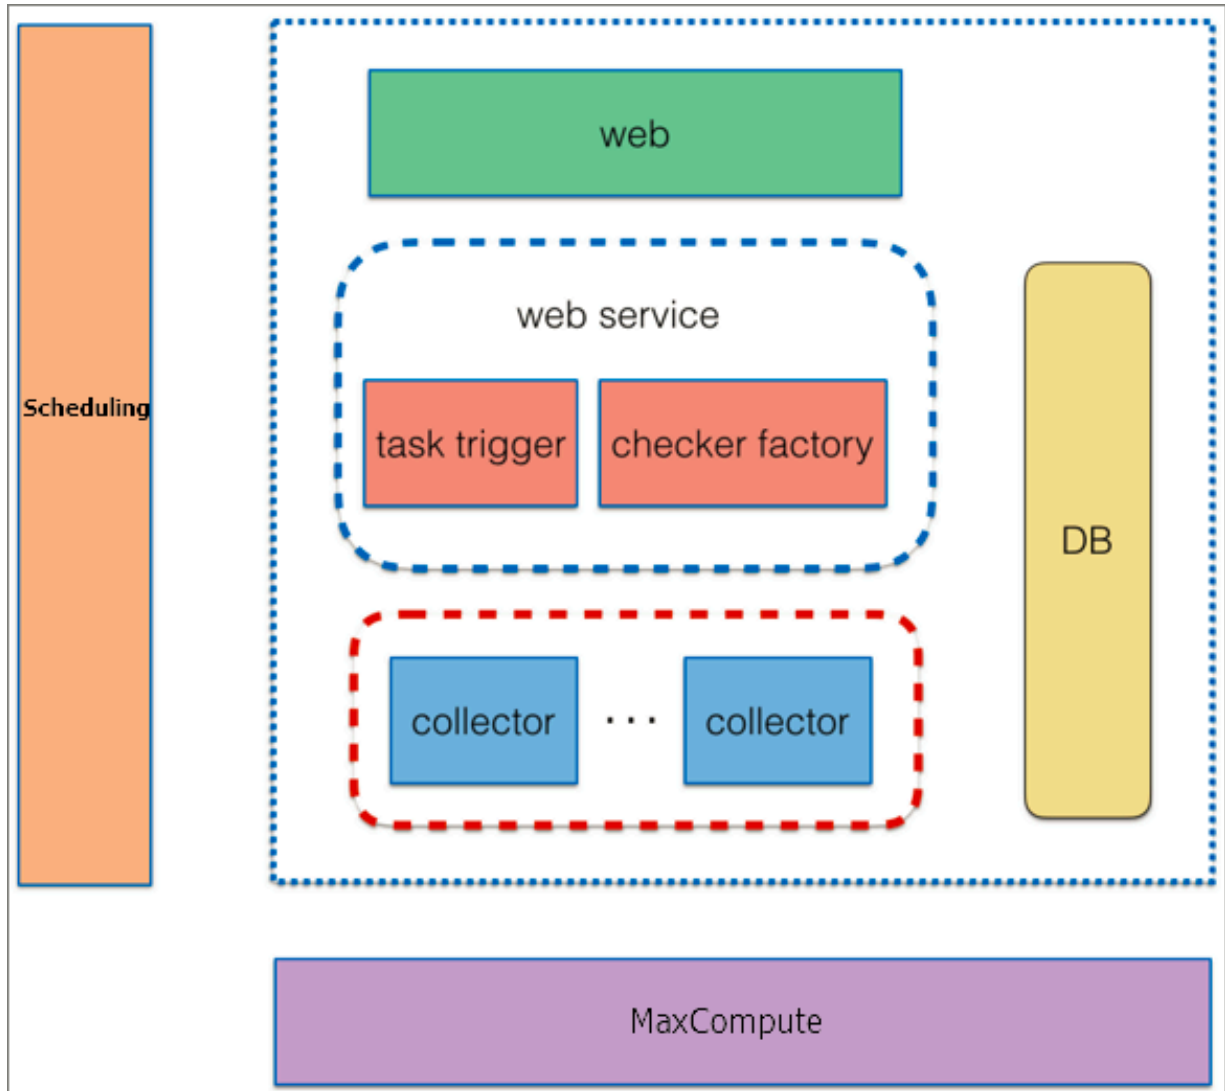 web
web service
Scheduling
task trigger
checker factory
DB
collector
...
collector
MaxCompute